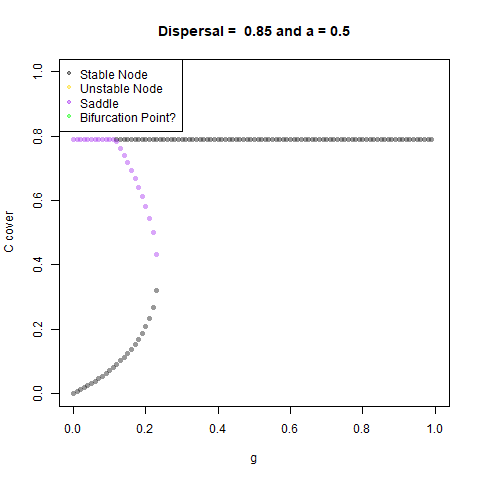 Dispersal =  0.85 and a = 0.5
Stable Node
Unstable Node
Saddle
Bifurcation Point?
C cover
1.0
0.8
0.6
0.4
0.2
0.0
0.0 0.2 0.4 0.6 0.8 1.0
g